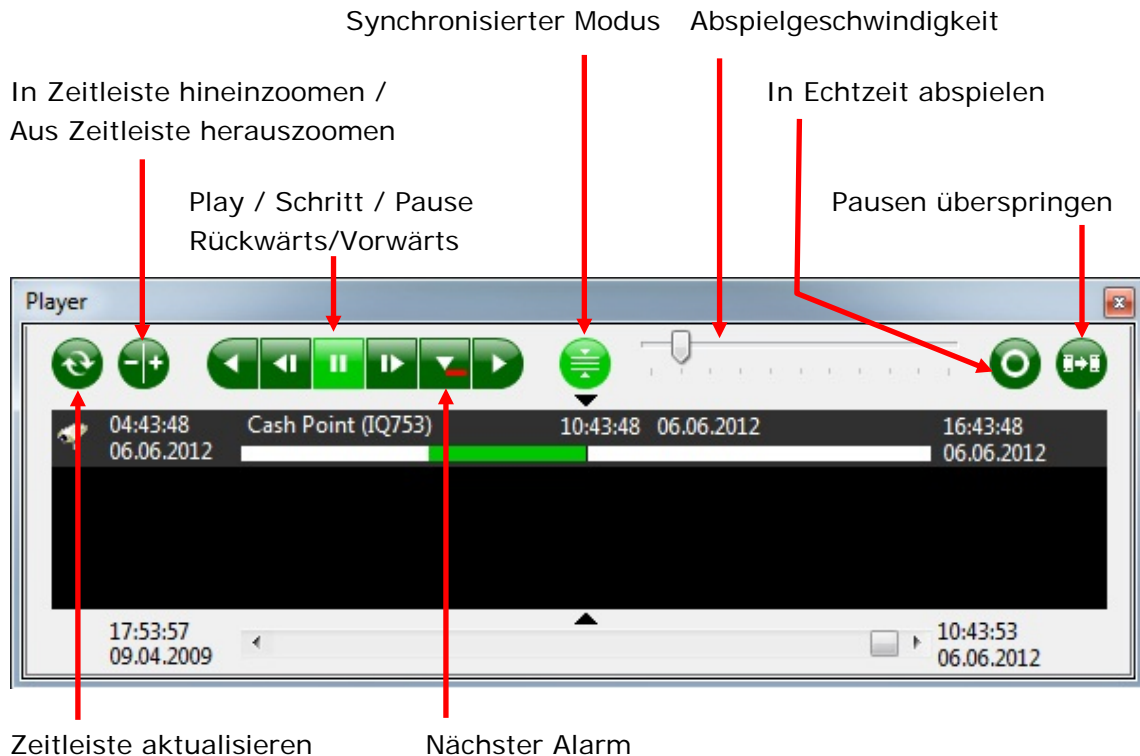 Synchronisierter Modus Abspielgeschwindigkeit
In Zeitleiste hineinzoomen /
Aus Zeitleiste herauszoomen
In Echtzeit abspielen
Play / Schritt / Pause
Rückwärts/Vorwärts
Pausen überspringen
Player
04:43:48 Cash Point (IQ753) 10:43:48 06.06.2012 16:43:48
06.06.2012 06.06.2012
17:53:57 10:43:53
09.04.2009 06.06.2012
Zeitleiste aktualisieren Nächster Alarm